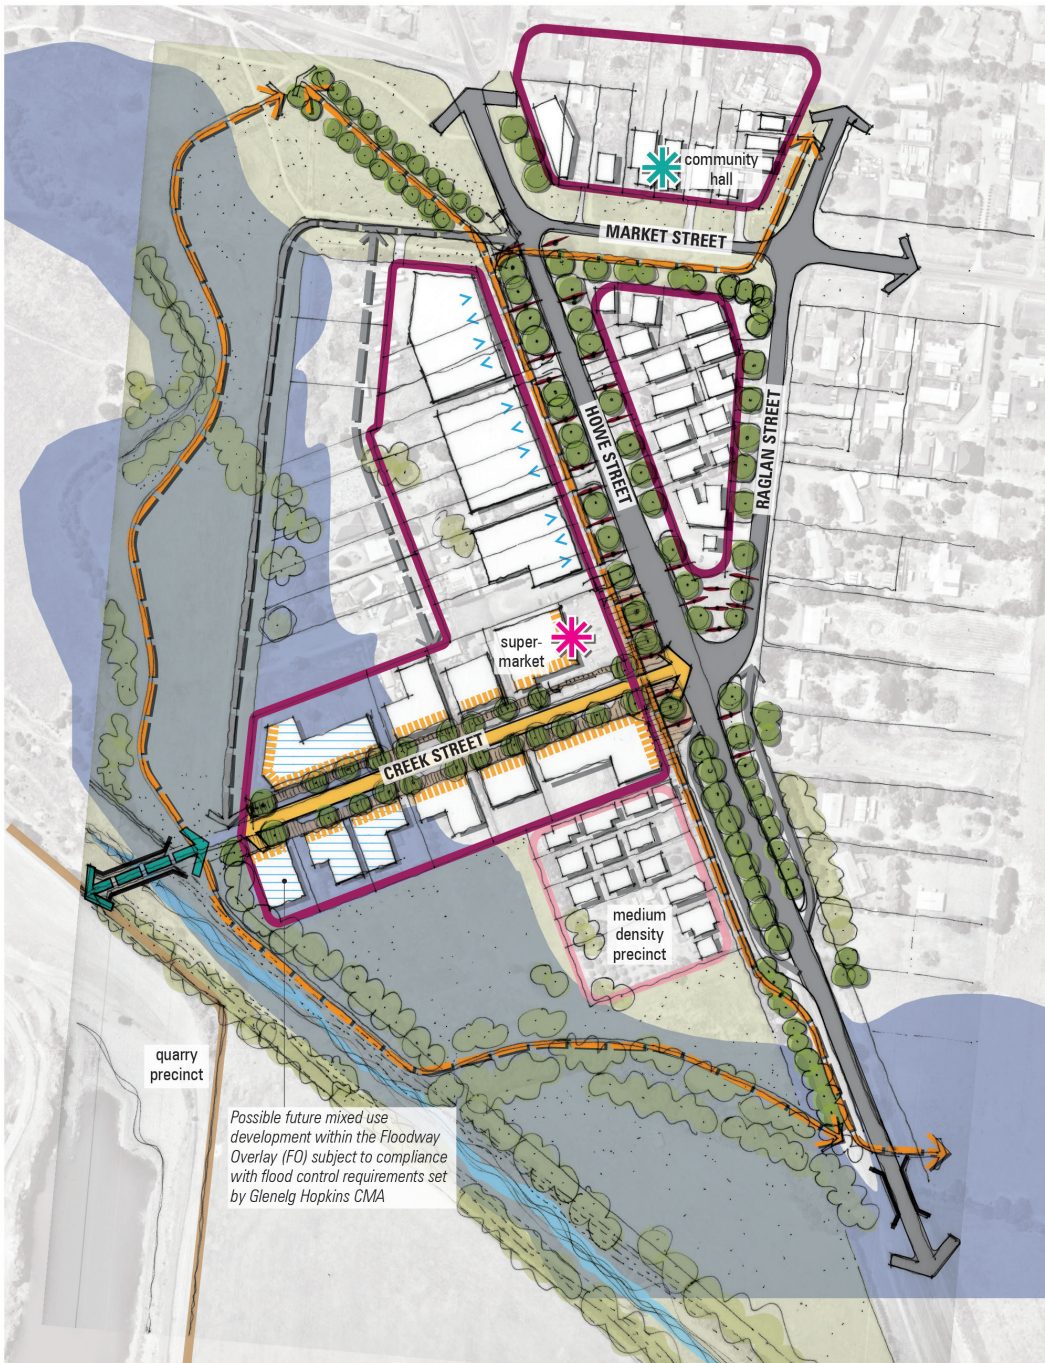 community
hall
MARKET STREET
HOWE STREET
RAGLAN STREET
super-
market
CREEK STREET
medium
density
precinct
quarry
precinct
Possible future mixed use
development within the Floodway
Overlay (FO) subject to compliance
with flood control requirements set
by Glenelg Hopkins CMA